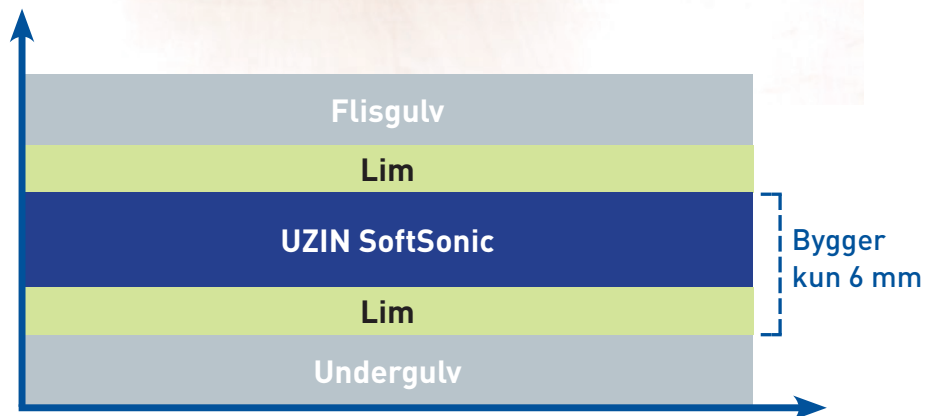 Flisgulv
Lim
UZIN SoftSonic
Bygger
kun 6 mm
Lim
Undergulv